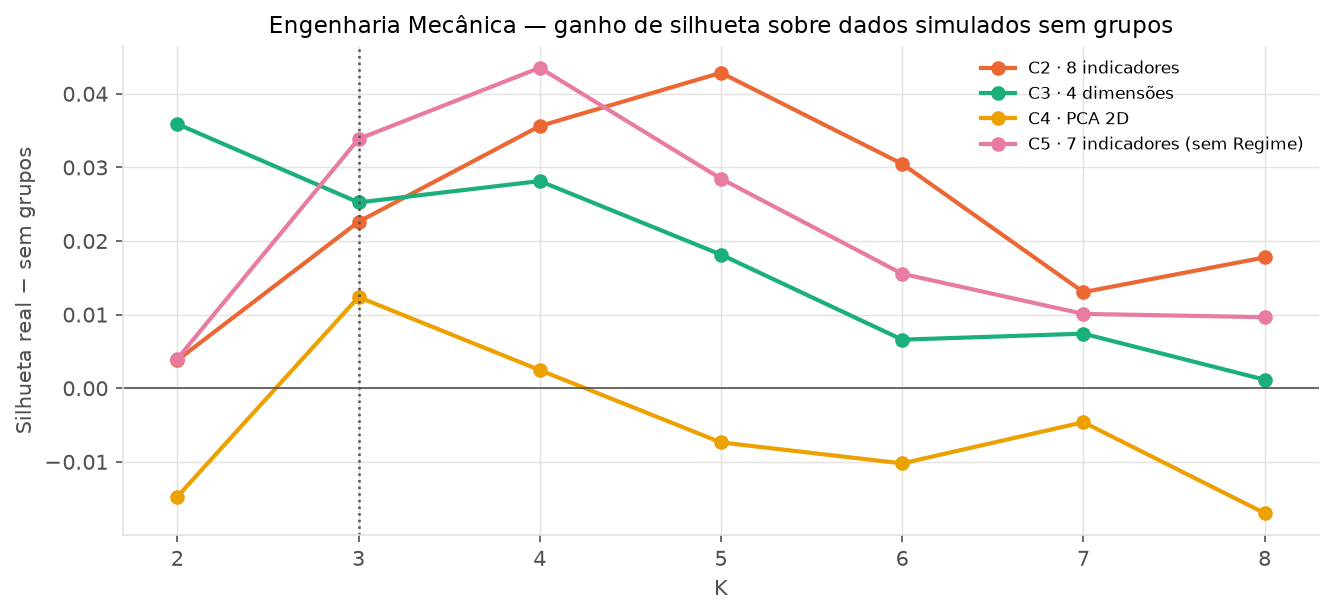 Engenharia Mecânica — ganho de silhueta sobre dados simulados sem grupos
C2 · 8 indicadores
C3 · 4 dimensões
C4 · PCA 2D
C5 · 7 indicadores (sem Regime)
Silhueta real − sem grupos
0.04
0.03
0.02
0.01
0.00
−0.01
2 3 4 5 6 7 8
K